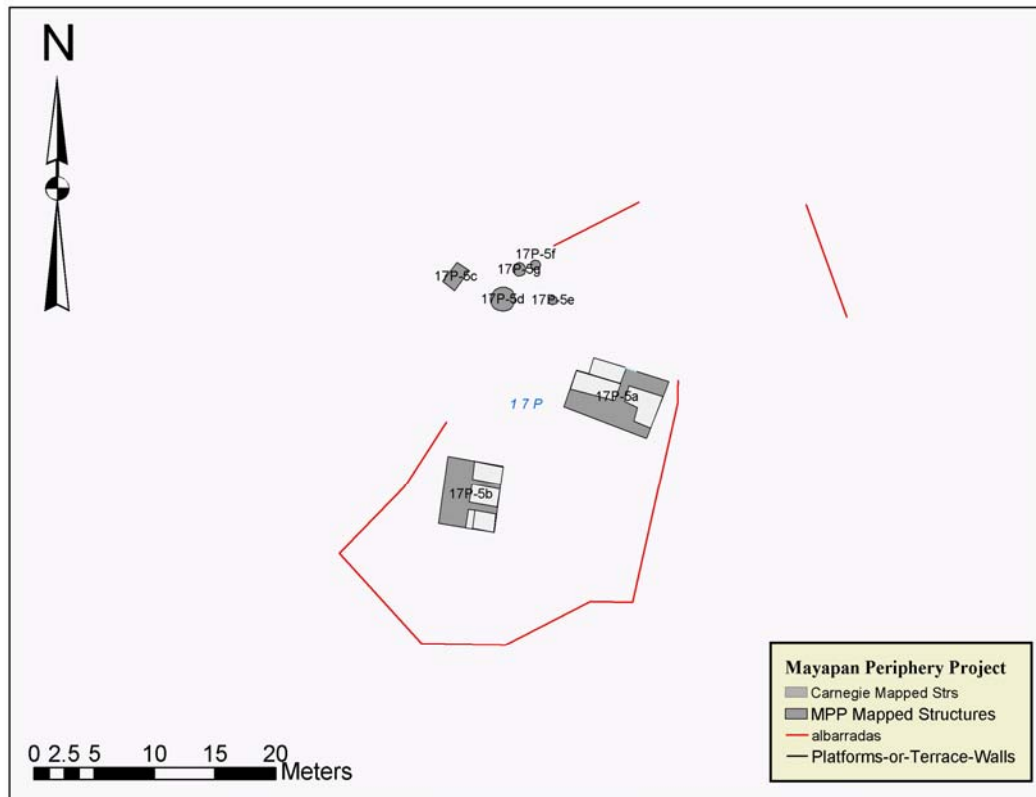 N
17P-5f
17P-5g
17P-5c
17P-5d
17P-5e
17P-5a
17P
17P-5b
0 2.5 5 10 15 20
Meters
Mayapan Periphery Project
Carnegie Mapped Strs
MPP Mapped Structures
albarradas
Platforms-or-Terrace-Walls